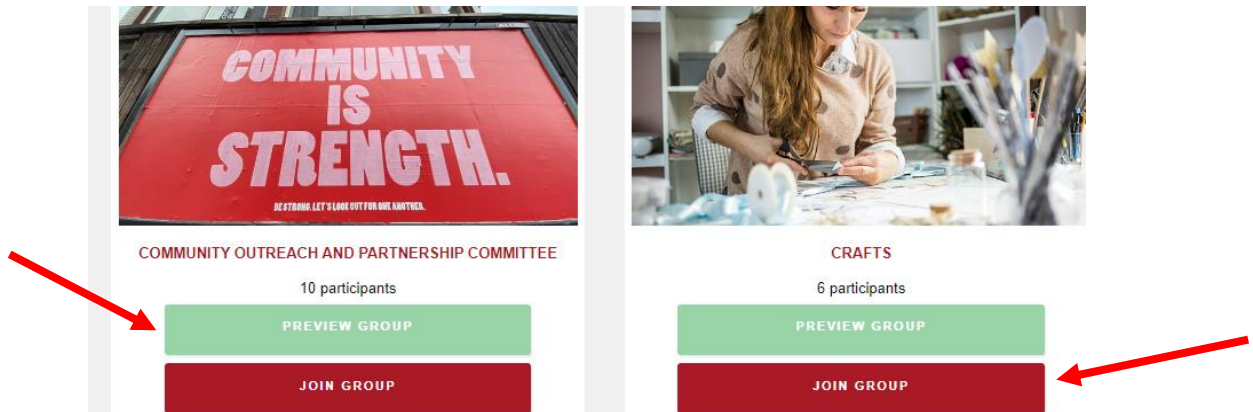 COMMUNITY
IS
STRENGTH.
BE STRONG. LET'S LOOK OUT FOR ONE ANOTHER.
COMMUNITY OUTREACH AND PARTNERSHIP COMMITTEE
10 participants
PREVIEW GROUP
JOIN GROUP
CRAFTS
6 participants
PREVIEW GROUP
JOIN GROUP